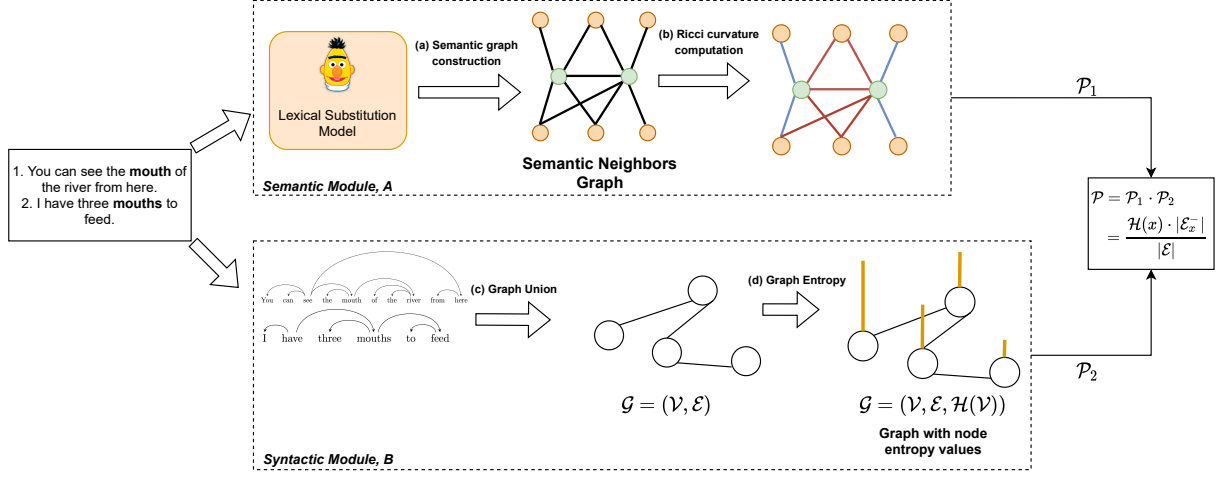 1. You can see the mouth of
the river from here.
2. I have three mouths to
feed.
Lexical Substitution
Model
(a) Semantic graph
construction
Semantic Neighbors
Graph
(b) Ricci curvature
computation
Semantic Module, A
You can see the mouth of the river from here
I have three mouths to feed
(c) Graph Union
𝒢 = (𝒱, ℰ)
(d) Graph Entropy
𝒢 = (𝒱, ℰ, ℋ(𝒱))
Graph with node
entropy values
Syntactic Module, B
𝒫₁
𝒫₂
𝒫 = 𝒫₁ · 𝒫₂
= ℋ(x) · |ℰₓ⁻| / |ℰ|